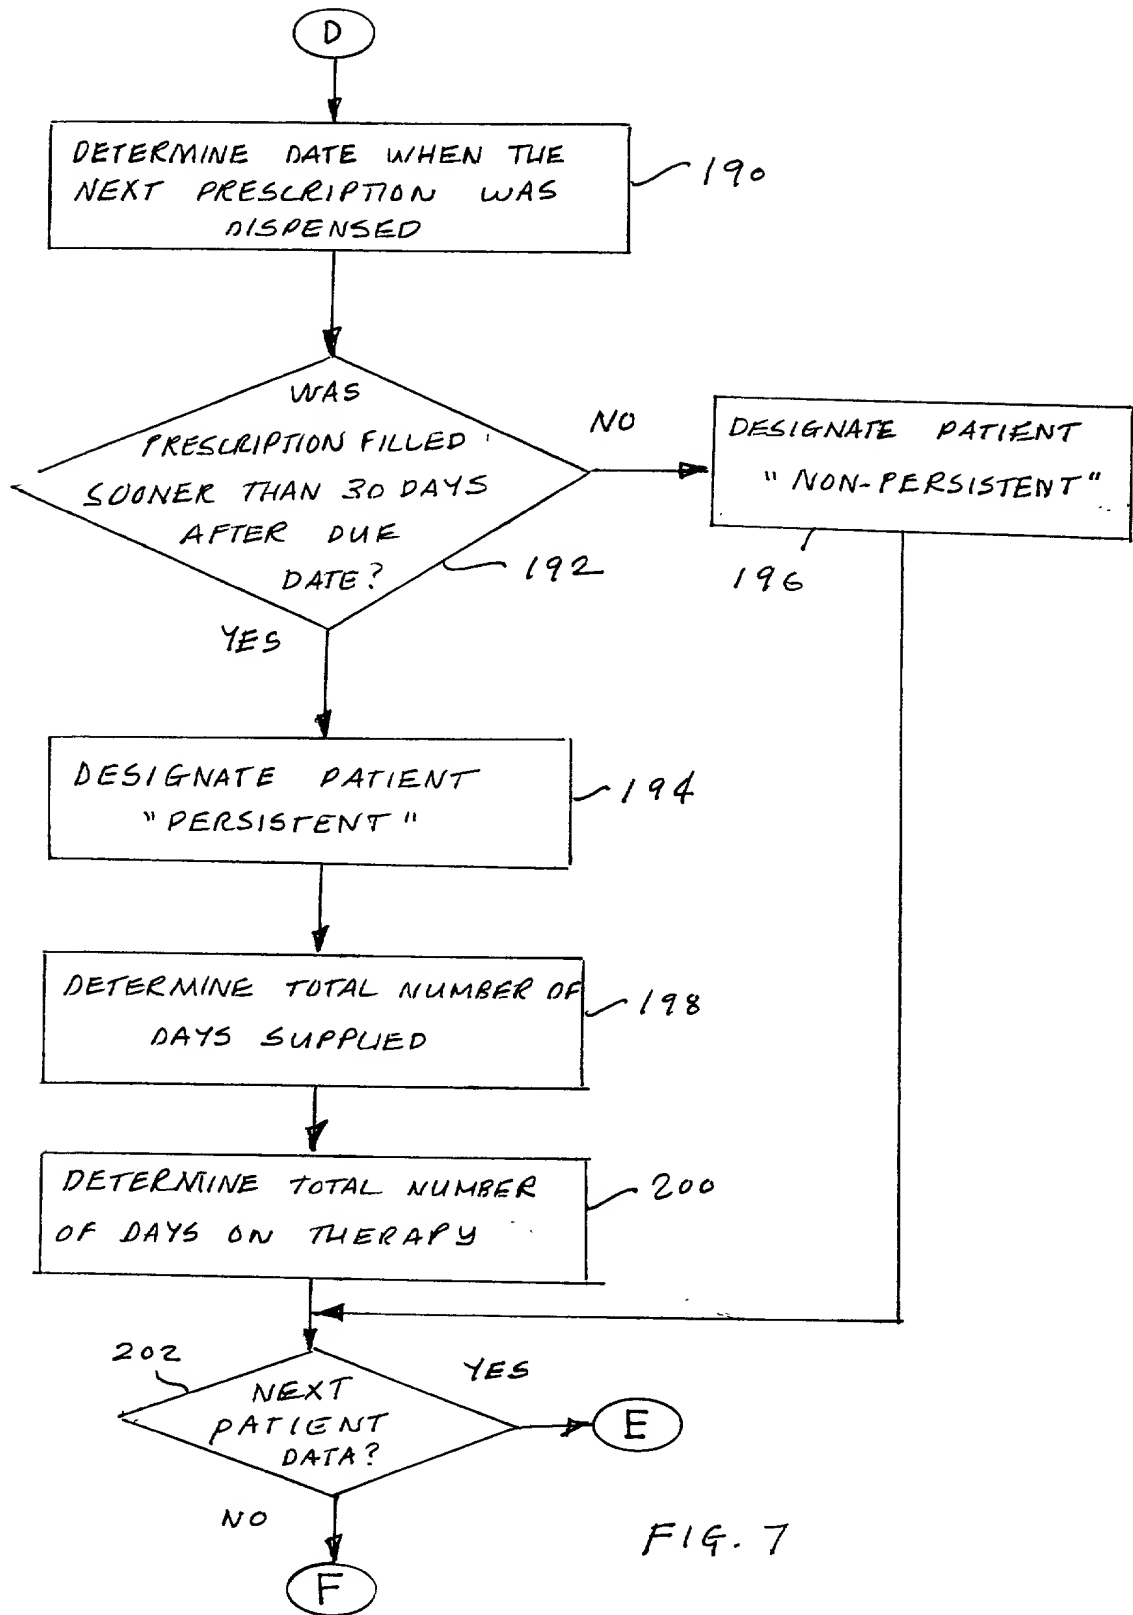 D
DETERMINE DATE WHEN THE
NEXT PRESCRIPTION WAS
DISPENSED
190
WAS
PRESCRIPTION FILLED
SOONER THAN 30 DAYS
AFTER DUE
DATE?
192
NO
DESIGNATE PATIENT
"NON-PERSISTENT"
196
YES
DESIGNATE PATIENT
"PERSISTENT"
194
DETERMINE TOTAL NUMBER OF
DAYS SUPPLIED
198
DETERMINE TOTAL NUMBER
OF DAYS ON THERAPY
200
202
NEXT
PATIENT
DATA?
YES
E
NO
F
FIG. 7